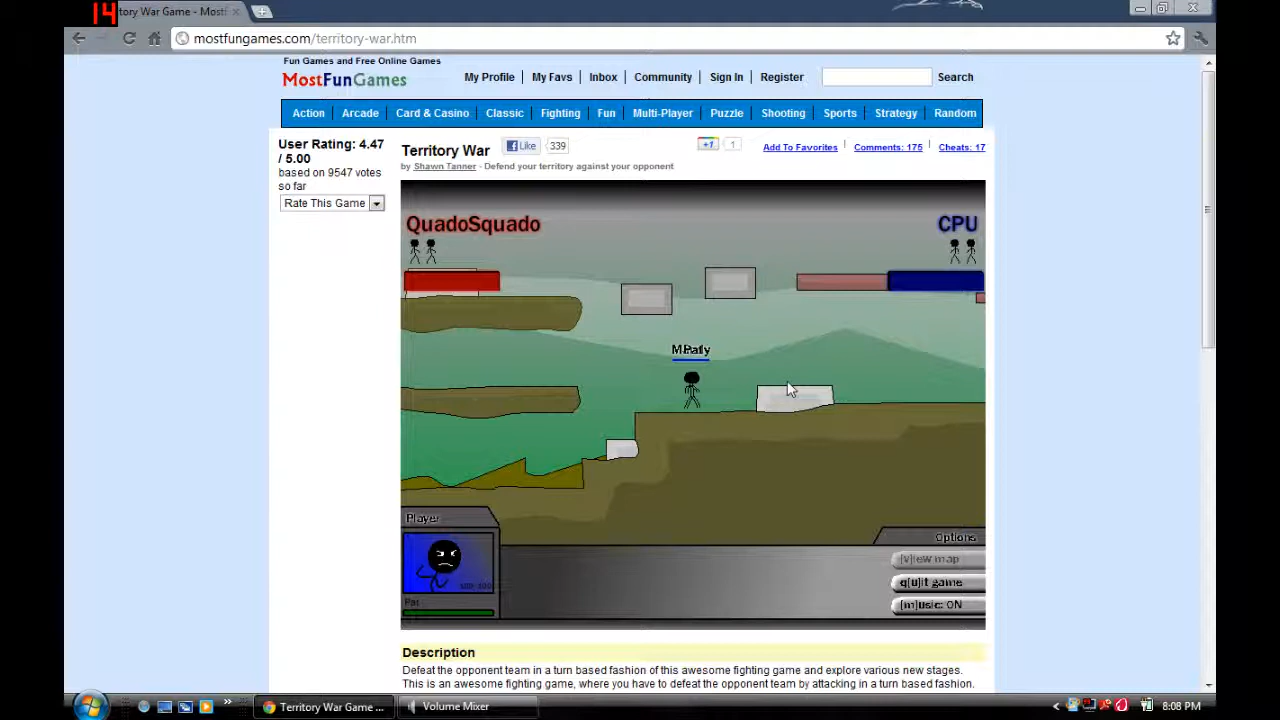 14
tory War Game - Mostf
mostfungames.com/territory-war.htm
Fun Games and Free Online Games
MostFunGames
My Profile My Favs Inbox Community Sign In Register Search
Action Arcade Card & Casino Classic Fighting Fun Multi-Player Puzzle Shooting Sports Strategy Random
User Rating: 4.47
/ 5.00
based on 9547 votes
so far
Rate This Game
Territory War Like 339 +1 1 Add To Favorites Comments: 175 Cheats: 17
by Shawn Tanner - Defend your territory against your opponent
QuadoSquado CPU
Player
Pat
Options
[v]iew map
q[u]it game
[m]usic: ON
Description
Defeat the opponent team in a turn based fashion of this awesome fighting game and explore various new stages.
This is an awesome fighting game, where you have to defeat the opponent team by attacking in a turn based fashion.
Territory War Game ... Volume Mixer 8:08 PM